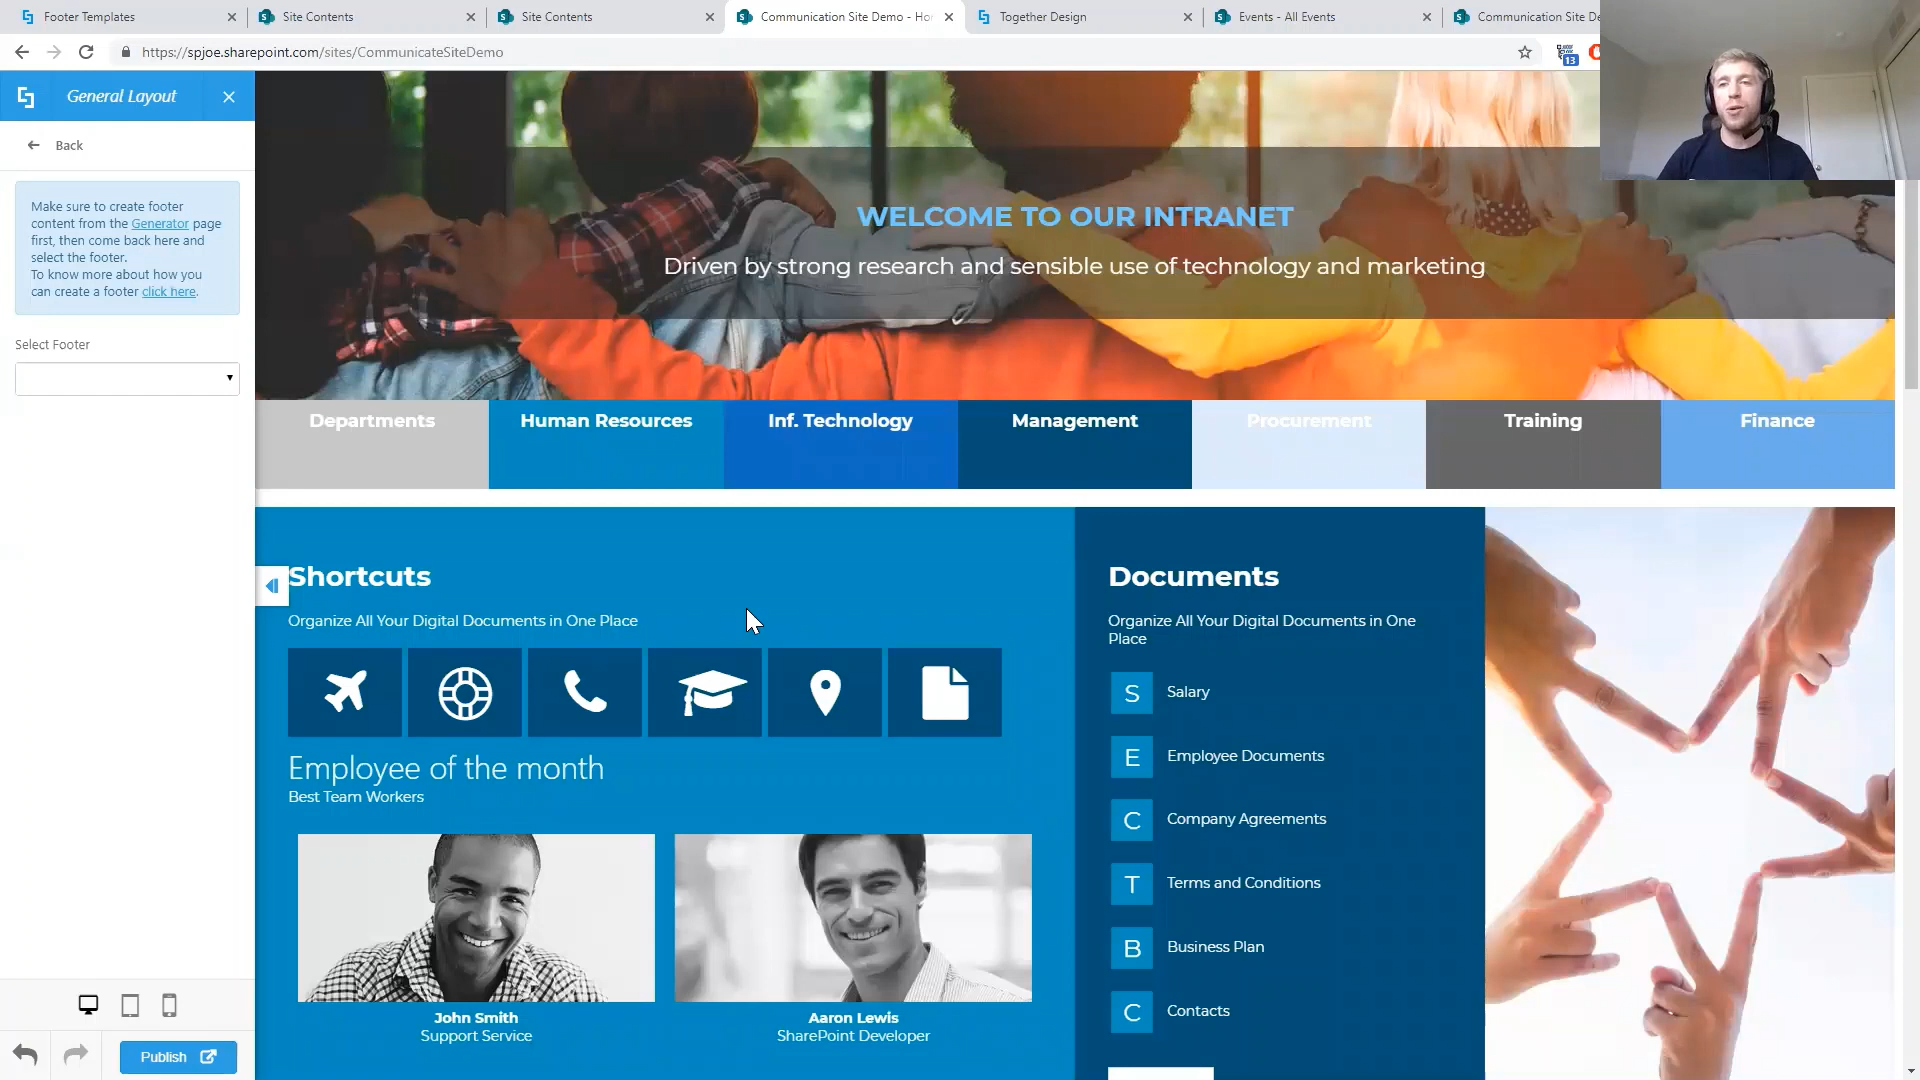 Footer Templates
Site Contents
Site Contents
Communication Site Demo - Ho
Together Design
Events - All Events
Communication Site De
https://spjoe.sharepoint.com/sites/CommunicateSiteDemo
13
General Layout
Back
Make sure to create footer
content from the Generator page
first, then come back here and
select the footer.
To know more about how you
can create a footer click here.
Select Footer
Publish
WELCOME TO OUR INTRANET
Driven by strong research and sensible use of technology and marketing
Departments
Human Resources
Inf. Technology
Management
Procurement
Training
Finance
Shortcuts
Organize All Your Digital Documents in One Place
Employee of the month
Best Team Workers
John Smith
Support Service
Aaron Lewis
SharePoint Developer
Documents
Organize All Your Digital Documents in One
Place
S Salary
E Employee Documents
C Company Agreements
T Terms and Conditions
B Business Plan
C Contacts